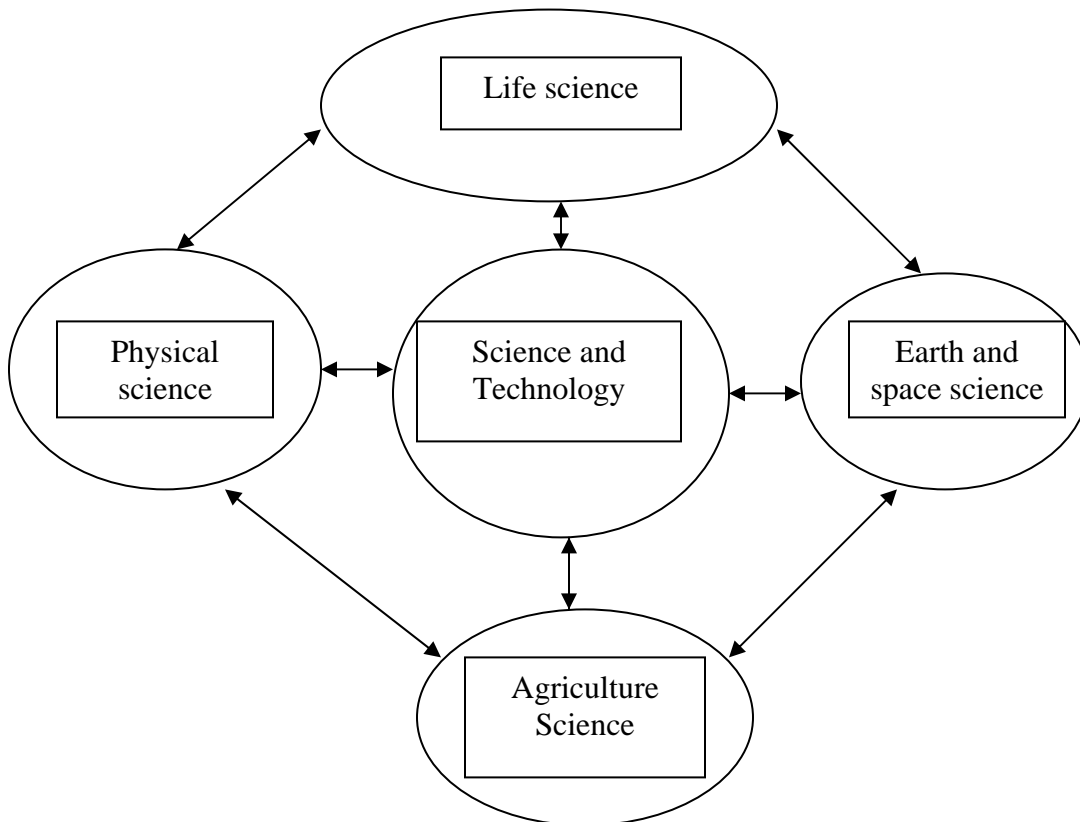 Life science
Physical
science
Science and
Technology
Earth and
space science
Agriculture
Science